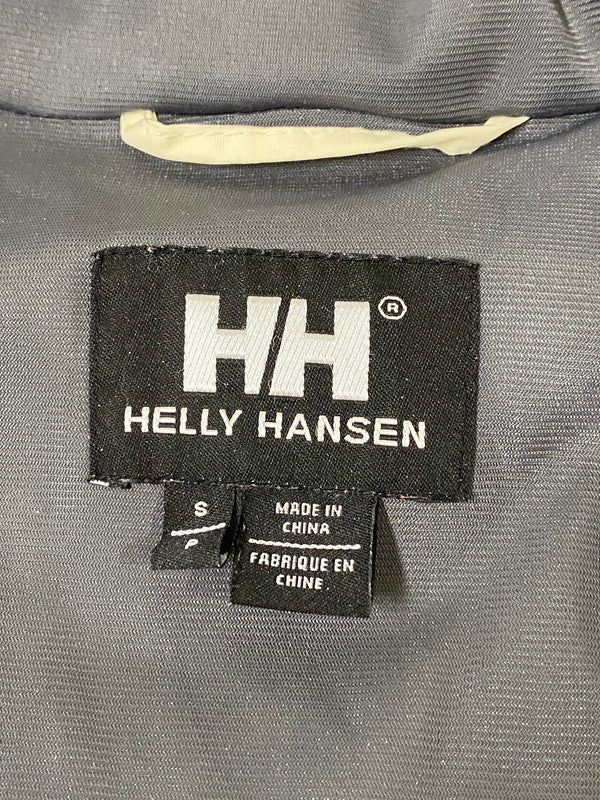 HH®
HELLY HANSEN
S
P
MADE IN
CHINA
FABRIQUE EN
CHINE